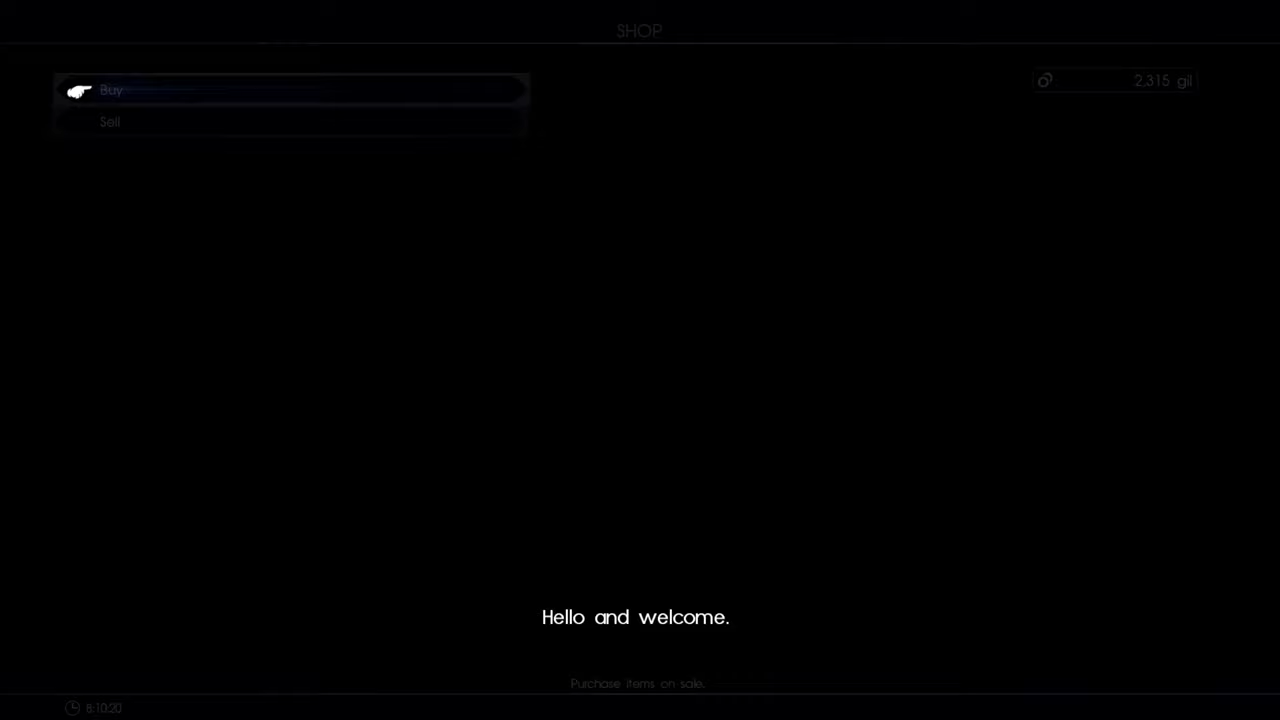 SHOP
Buy
2,315 gil
Sell
Hello and welcome.
Purchase items on sale.
8:10:20